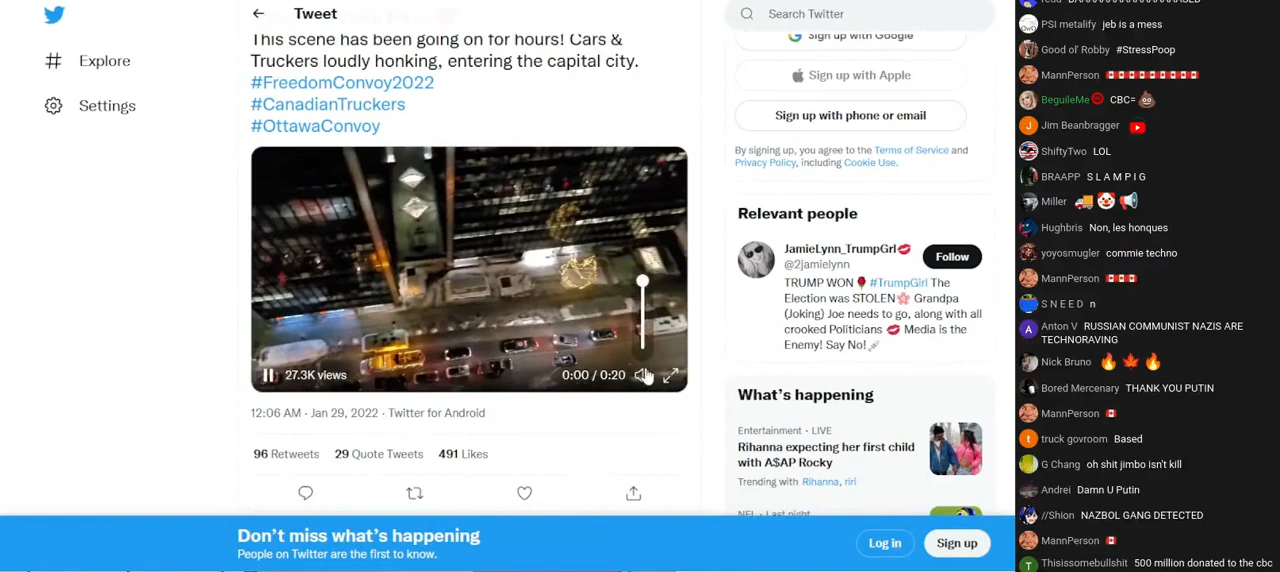 Tweet
Search Twitter
Explore
Settings
This scene has been going on for hours! Cars &
Truckers loudly honking, entering the capital city.
#FreedomConvoy2022
#CanadianTruckers
#OttawaConvoy
27.3K views
0:00 / 0:20
12:06 AM · Jan 29, 2022 · Twitter for Android
96 Retweets 29 Quote Tweets 491 Likes
Sign up with Google
Sign up with Apple
Sign up with phone or email
By signing up, you agree to the Terms of Service and
Privacy Policy, including Cookie Use.
Relevant people
JamieLynn_TrumpGrl💋
@2jamielynn
Follow
TRUMP WON🌹#TrumpGirl The
Election was STOLEN🌸 Grandpa
(Joking) Joe needs to go, along with all
crooked Politicians 💋 Media is the
Enemy! Say No!💉
What's happening
Entertainment · LIVE
Rihanna expecting her first child
with A$AP Rocky
Trending with Rihanna, riri
NFL · Last night
Don't miss what's happening
People on Twitter are the first to know.
Log in
Sign up
PSI metalify jeb is a mess
Good ol' Robby #StressPoop
MannPerson 🇨🇦🇨🇦🇨🇦🇨🇦🇨🇦🇨🇦🇨🇦🇨🇦🇨🇦
BeguileMe CBC= 💩
Jim Beanbragger
ShiftyTwo LOL
BRAAPP S L A M P I G
Miller 🚚 🤡 📢
Hughbris Non, les honques
yoyosmugler commie techno
MannPerson 🇨🇦🇨🇦🇨🇦
S N E E D n
Anton V RUSSIAN COMMUNIST NAZIS ARE
TECHNORAVING
Nick Bruno 🔥 🍁 🔥
Bored Mercenary THANK YOU PUTIN
MannPerson 🇨🇦
truck govroom Based
G Chang oh shit jimbo isn't kill
Andrei Damn U Putin
//Shion NAZBOL GANG DETECTED
MannPerson 🇨🇦
Thisissomebullshit 500 million donated to the cbc